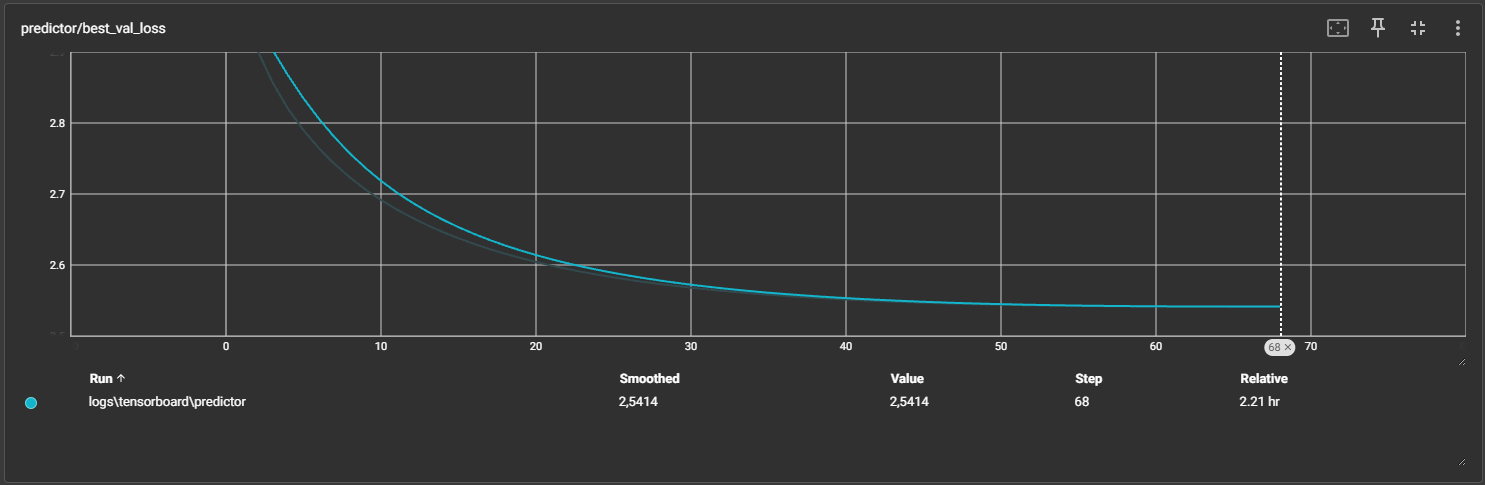 predictor/best_val_loss
2.8
2.7
2.6
0 10 20 30 40 50 60 68 × 70
Run ↑ Smoothed Value Step Relative
logs\tensorboard\predictor 2,5414 2,5414 68 2.21 hr